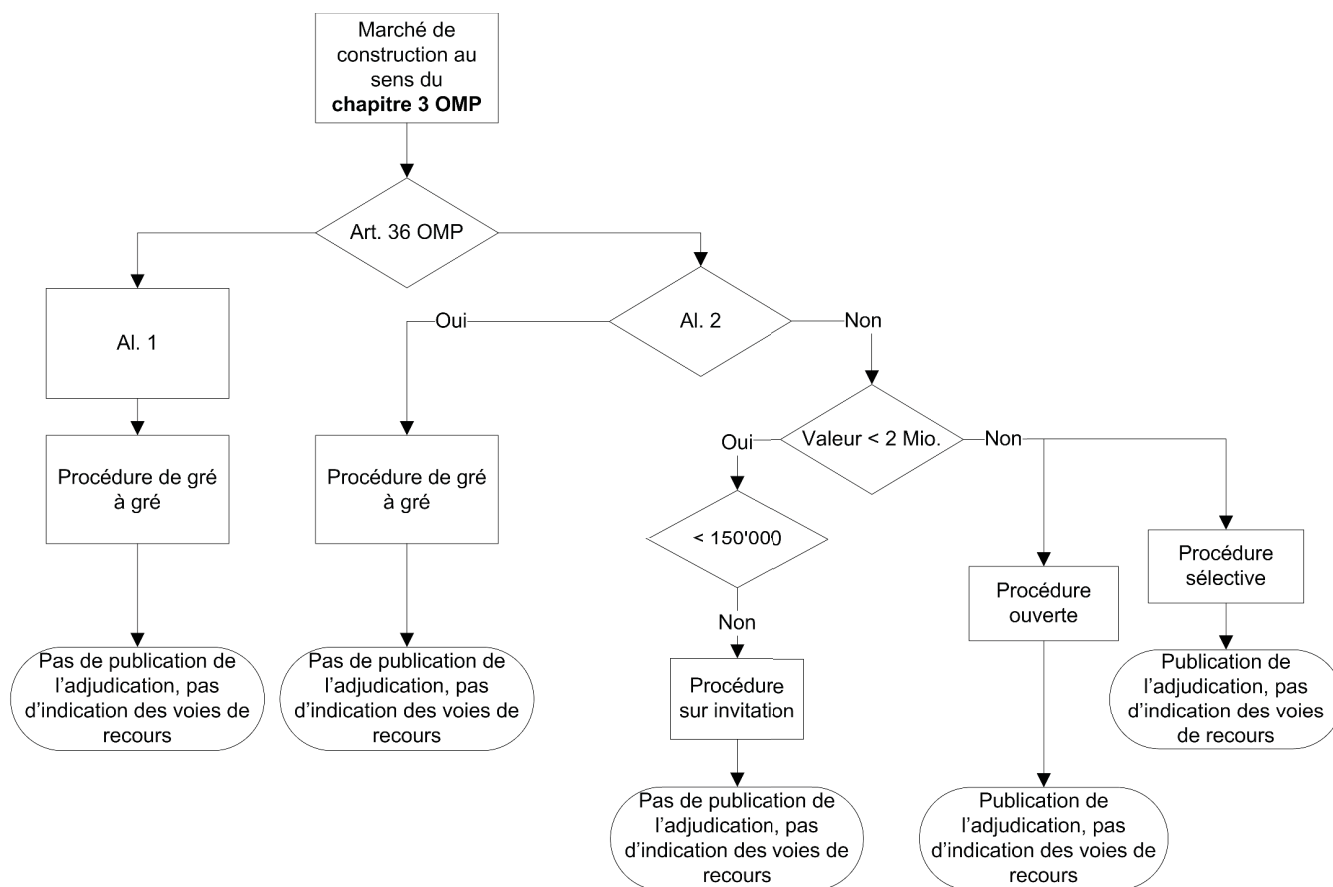 Marché de
construction au
sens du
chapitre 3 OMP
Art. 36 OMP
Al. 1
Oui
Al. 2
Non
Procédure de gré
à gré
Procédure de gré
à gré
Oui
Valeur < 2 Mio.
Non
< 150'000
Non
Procédure
sur invitation
Procédure
ouverte
Procédure
sélective
Pas de publication de
l'adjudication, pas
d'indication des voies de
recours
Pas de publication de
l'adjudication, pas
d'indication des voies de
recours
Pas de publication de
l'adjudication, pas
d'indication des voies de
recours
Publication de
l'adjudication, pas
d'indication des voies de
recours
Publication de
l'adjudication, pas
d'indication des voies
de recours